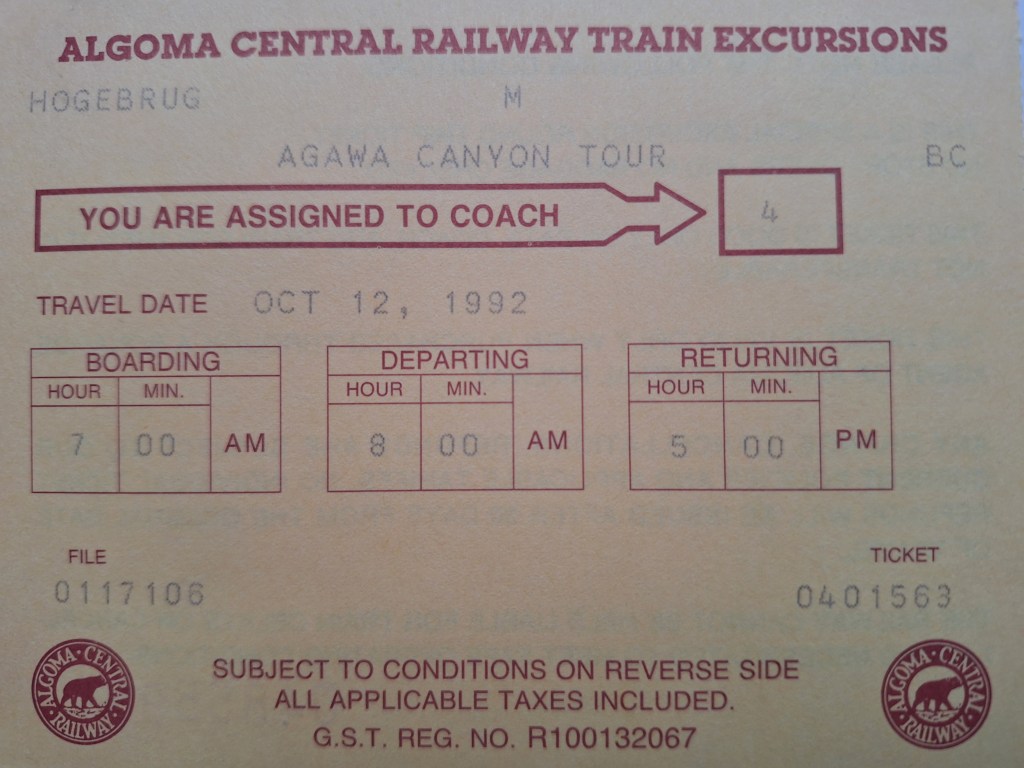 ALGOMA CENTRAL RAILWAY TRAIN EXCURSIONS
HOGEBRUG M
AGAWA CANYON TOUR BC
YOU ARE ASSIGNED TO COACH 4
TRAVEL DATE OCT 12, 1992
BOARDING DEPARTING RETURNING
HOUR MIN. HOUR MIN. HOUR MIN.
7 00 AM 8 00 AM 5 00 PM
FILE TICKET
0117106 0401563
ALGOMA · CENTRAL · RAILWAY ·
SUBJECT TO CONDITIONS ON REVERSE SIDE
ALL APPLICABLE TAXES INCLUDED.
G.S.T. REG. NO. R100132067
ALGOMA · CENTRAL · RAILWAY ·